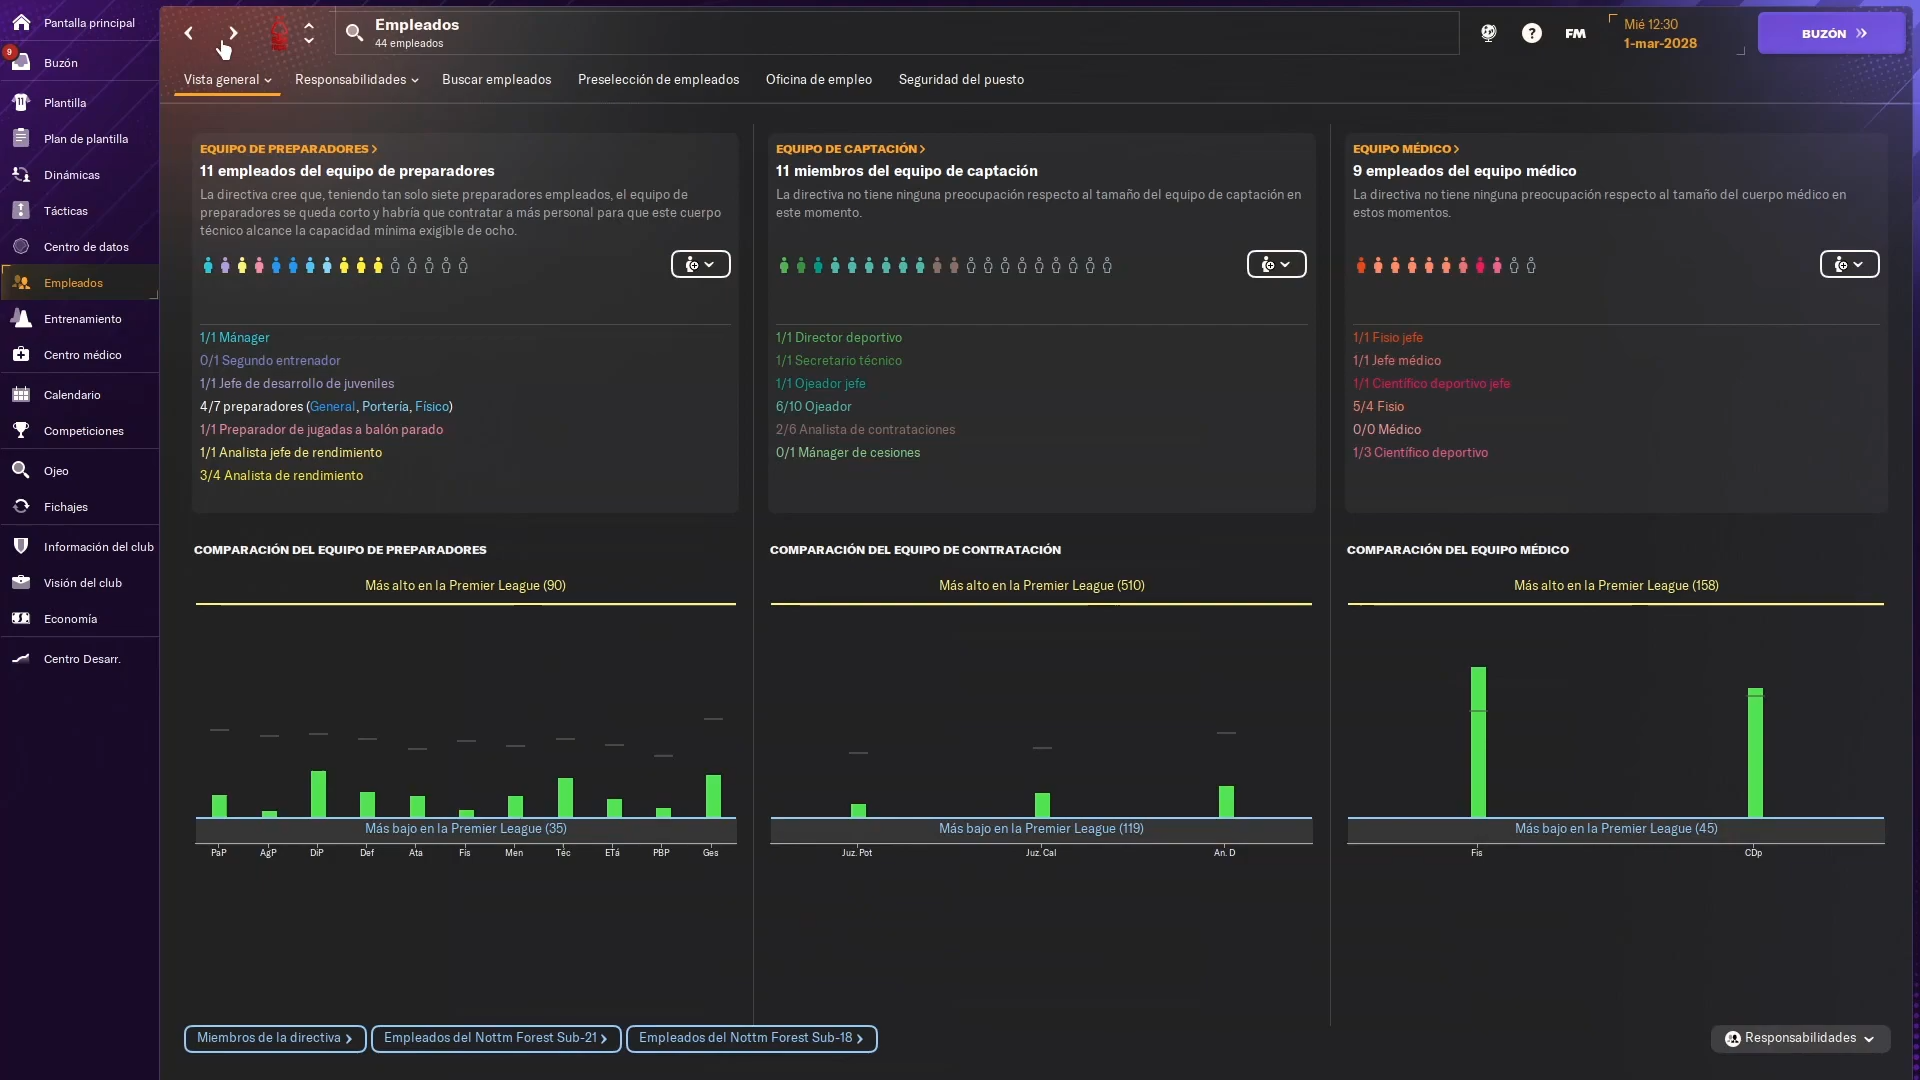 Pantalla principal
9
Buzón
Plantilla
Plan de plantilla
Dinámicas
Tácticas
Centro de datos
Empleados
Entrenamiento
Centro médico
Calendario
Competiciones
Ojeo
Fichajes
Información del club
Visión del club
Economía
Centro Desarr.
Empleados
44 empleados
FM
Mié 12:30
1-mar-2028
BUZÓN
Vista general
Responsabilidades
Buscar empleados
Preselección de empleados
Oficina de empleo
Seguridad del puesto
EQUIPO DE PREPARADORES
11 empleados del equipo de preparadores
La directiva cree que, teniendo tan solo siete preparadores empleados, el equipo de
preparadores se queda corto y habría que contratar a más personal para que este cuerpo
técnico alcance la capacidad mínima exigible de ocho.
1/1 Mánager
0/1 Segundo entrenador
1/1 Jefe de desarrollo de juveniles
4/7 preparadores (General, Portería, Físico)
1/1 Preparador de jugadas a balón parado
1/1 Analista jefe de rendimiento
3/4 Analista de rendimiento
EQUIPO DE CAPTACIÓN
11 miembros del equipo de captación
La directiva no tiene ninguna preocupación respecto al tamaño del equipo de captación en
este momento.
1/1 Director deportivo
1/1 Secretario técnico
1/1 Ojeador jefe
6/10 Ojeador
2/6 Analista de contrataciones
0/1 Mánager de cesiones
EQUIPO MÉDICO
9 empleados del equipo médico
La directiva no tiene ninguna preocupación respecto al tamaño del cuerpo médico en
estos momentos.
1/1 Fisio jefe
1/1 Jefe médico
1/1 Científico deportivo jefe
5/4 Fisio
0/0 Médico
1/3 Científico deportivo
COMPARACIÓN DEL EQUIPO DE PREPARADORES
Más alto en la Premier League (90)
Más bajo en la Premier League (35)
PaP AgP DiP Def Ata Fís Men Téc ETá PBP Ges
COMPARACIÓN DEL EQUIPO DE CONTRATACIÓN
Más alto en la Premier League (510)
Más bajo en la Premier League (119)
Juz. Pot Juz. Cal An. D
COMPARACIÓN DEL EQUIPO MÉDICO
Más alto en la Premier League (158)
Más bajo en la Premier League (45)
Fis CDp
Miembros de la directiva
Empleados del Nottm Forest Sub-21
Empleados del Nottm Forest Sub-18
Responsabilidades